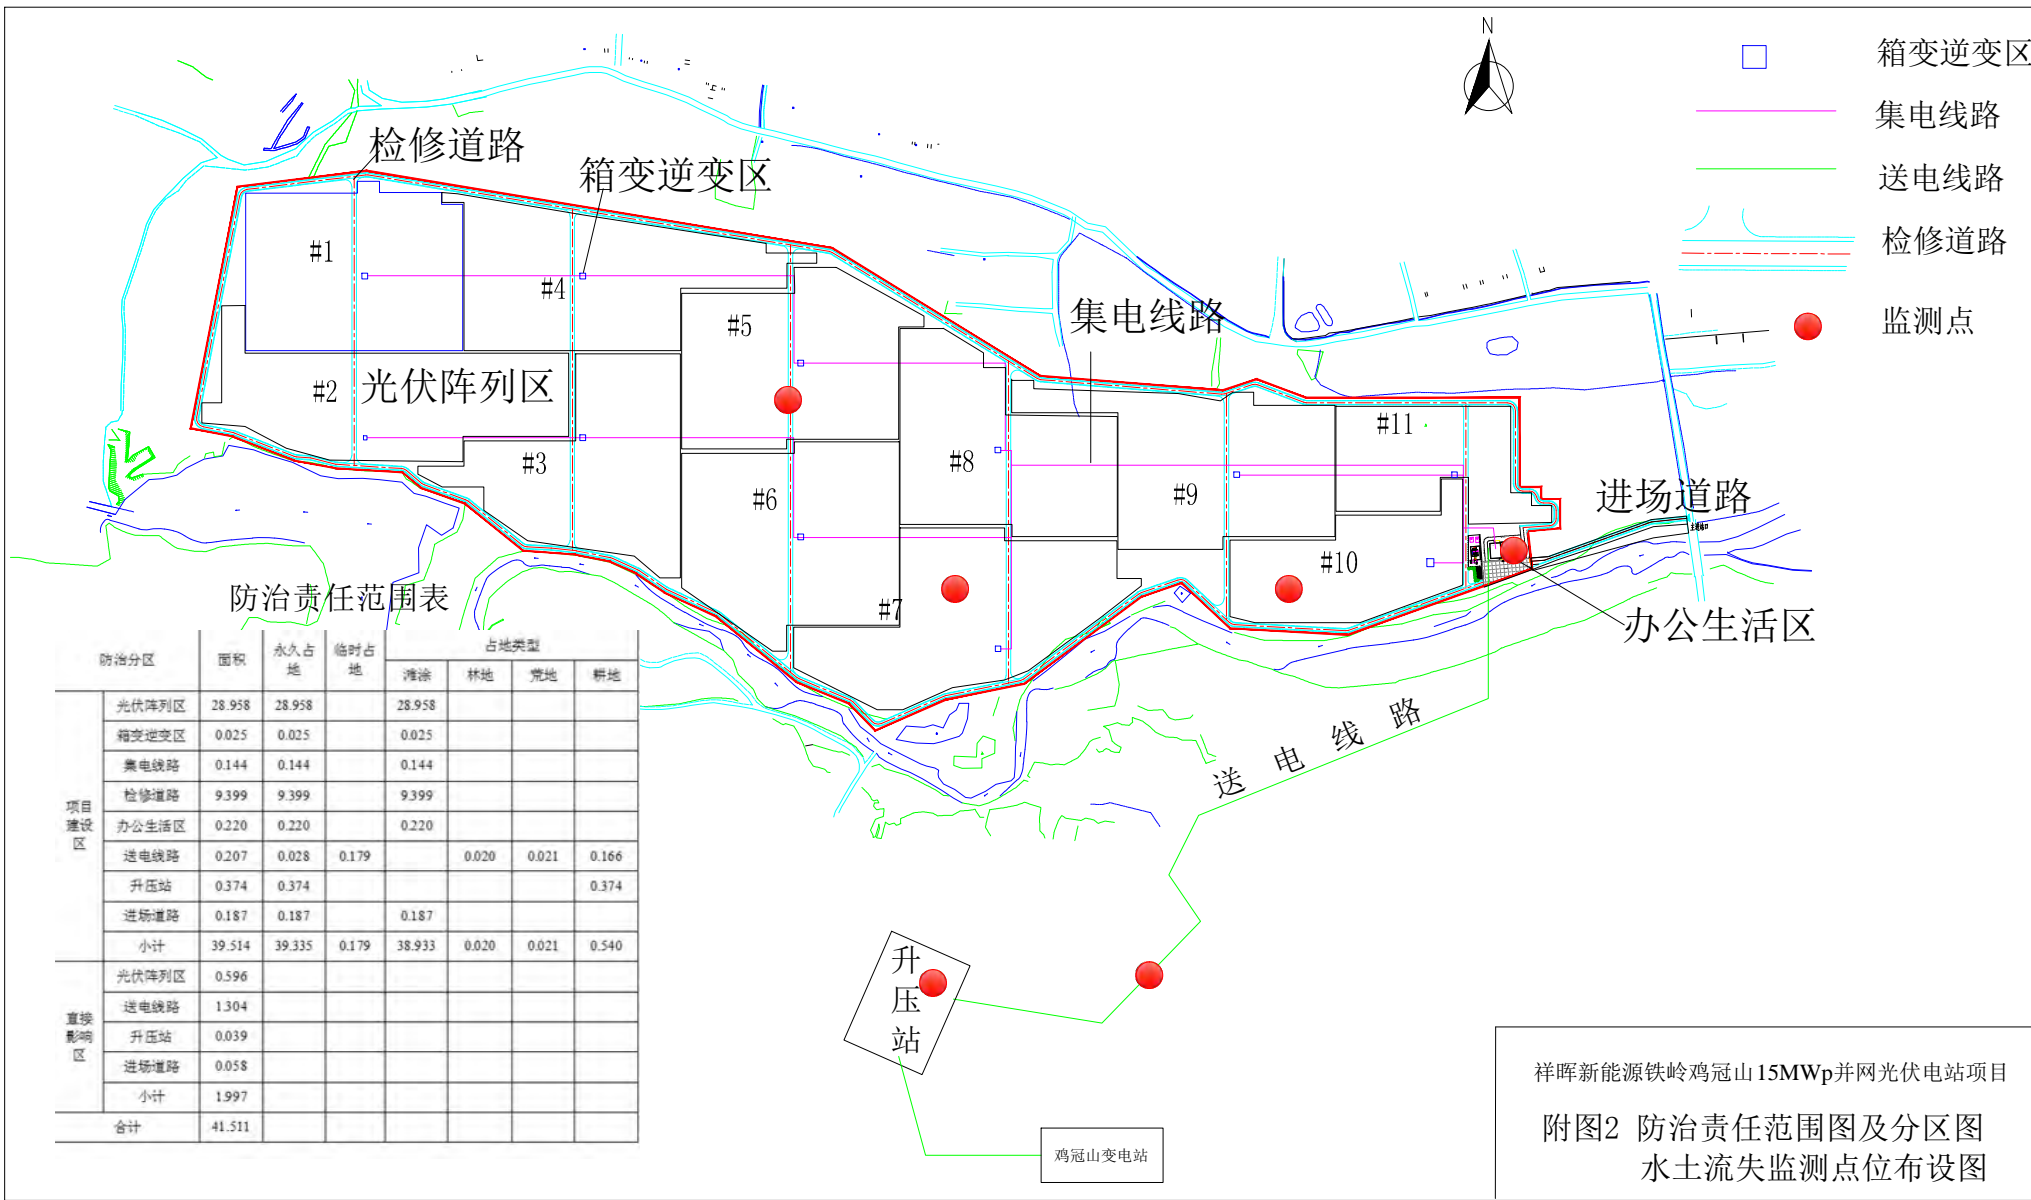 N
箱变逆变区
集电线路
送电线路
检修道路
监测点
检修道路
箱变逆变区
#1
#4
#5
集电线路
#2
光伏阵列区
#3
#6
#8
#9
#11
进场道路
#10
#7
办公生活区
送电线路
升压站
鸡冠山变电站
防治责任范围表
防治分区 面积 永久占地 临时占地 占地类型
滩涂 林地 荒地 耕地
项目建设区
光伏阵列区 28.958 28.958 28.958
箱变逆变区 0.025 0.025 0.025
集电线路 0.144 0.144 0.144
检修道路 9.399 9.399 9.399
办公生活区 0.220 0.220 0.220
送电线路 0.207 0.028 0.179 0.020 0.021 0.166
升压站 0.374 0.374 0.374
进场道路 0.187 0.187 0.187
小计 39.514 39.335 0.179 38.933 0.020 0.021 0.540
直接影响区
光伏阵列区 0.596
送电线路 1.304
升压站 0.039
进场道路 0.058
小计 1.997
合计 41.511
祥晖新能源铁岭鸡冠山15MWp并网光伏电站项目
附图2 防治责任范围图及分区图
水土流失监测点位布设图